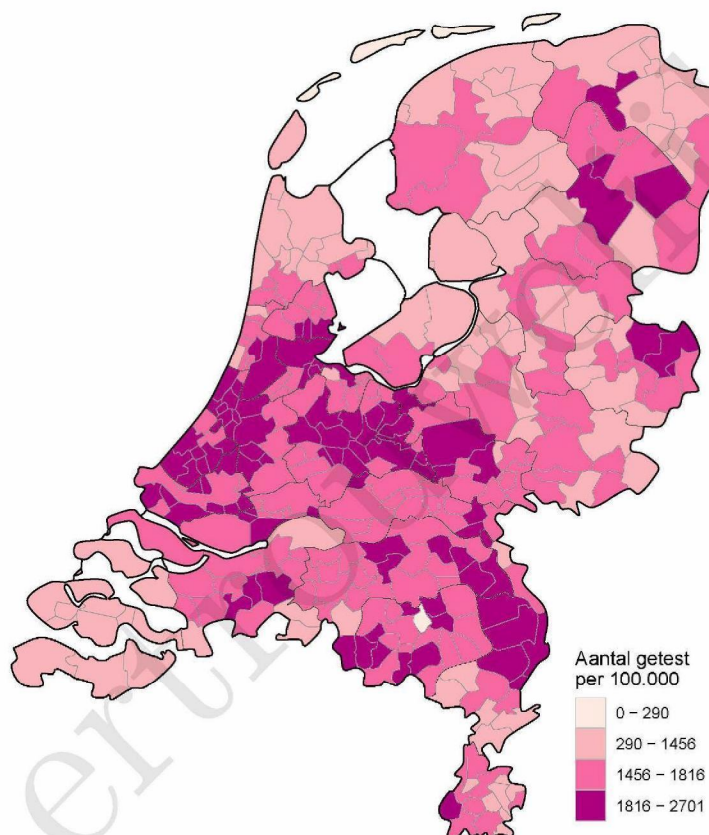 Aantal getest
per 100.000
0 – 290
290 – 1456
1456 – 1816
1816 – 2701